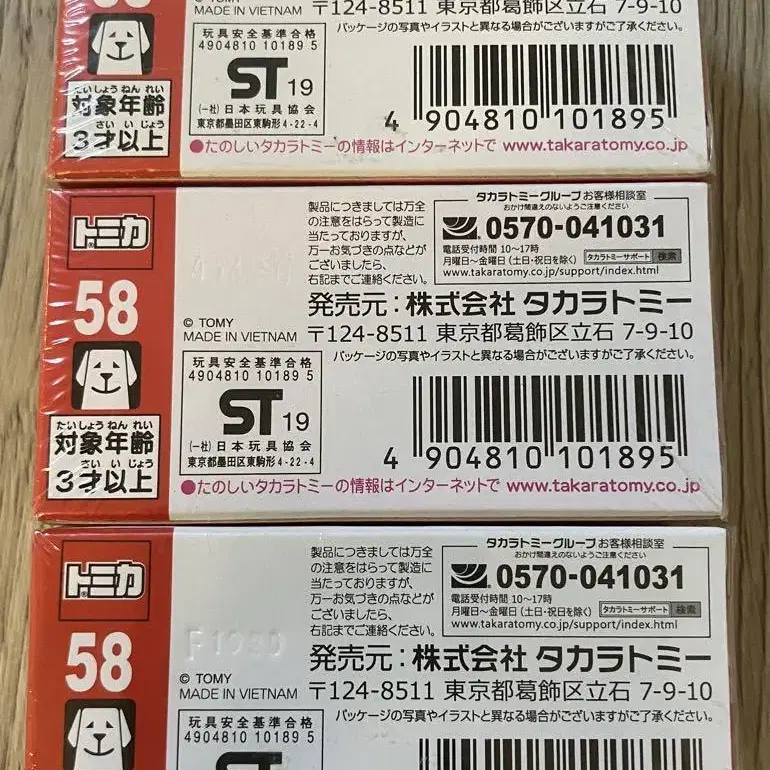 © TOMY
MADE IN VIETNAM
〒124-8511 東京都葛飾区立石 7-9-10
パッケージの写真やイラストと異なる場合がございますがご了承ください。
玩具安全基準合格
4904810 10189 5
ST 19
(一社)日本玩具協会
東京都墨田区東駒形4-22-4
たいしょうねんれい
対象年齢
さいいじょう
3才以上
4 904810 101895
●たのしいタカラトミーの情報はインターネットで www.takaratomy.co.jp
トミカ
®
58
製品につきましては万全
の注意をはらって製造に
当たっておりますが、
万一お気づきの点などが
ございましたら、
右記までご連絡ください。
タカラトミーグループ お客様相談室
おかけ間違えのないようご注意ください
0570-041031
電話受付時間 10〜17時
月曜日〜金曜日(土日・祝日を除く) タカラトミーサポート 検索
www.takaratomy.co.jp/support/index.html
発売元:株式会社 タカラトミー
© TOMY
MADE IN VIETNAM
〒124-8511 東京都葛飾区立石 7-9-10
パッケージの写真やイラストと異なる場合がございますがご了承ください。
玩具安全基準合格
4904810 10189 5
ST 19
(一社)日本玩具協会
東京都墨田区東駒形4-22-4
たいしょうねんれい
対象年齢
さいいじょう
3才以上
4 904810 101895
●たのしいタカラトミーの情報はインターネットで www.takaratomy.co.jp
トミカ
®
58
製品につきましては万全
の注意をはらって製造に
当たっておりますが、
万一お気づきの点などが
ございましたら、
右記までご連絡ください。
タカラトミーグループ お客様相談室
おかけ間違えのないようご注意ください
0570-041031
電話受付時間 10〜17時
月曜日〜金曜日(土日・祝日を除く) タカラトミーサポート 検索
www.takaratomy.co.jp/support/index.html
発売元:株式会社 タカラトミー
© TOMY
MADE IN VIETNAM
〒124-8511 東京都葛飾区立石 7-9-10
パッケージの写真やイラストと異なる場合がございますがご了承ください。
玩具安全基準合格
4904810 10189 5